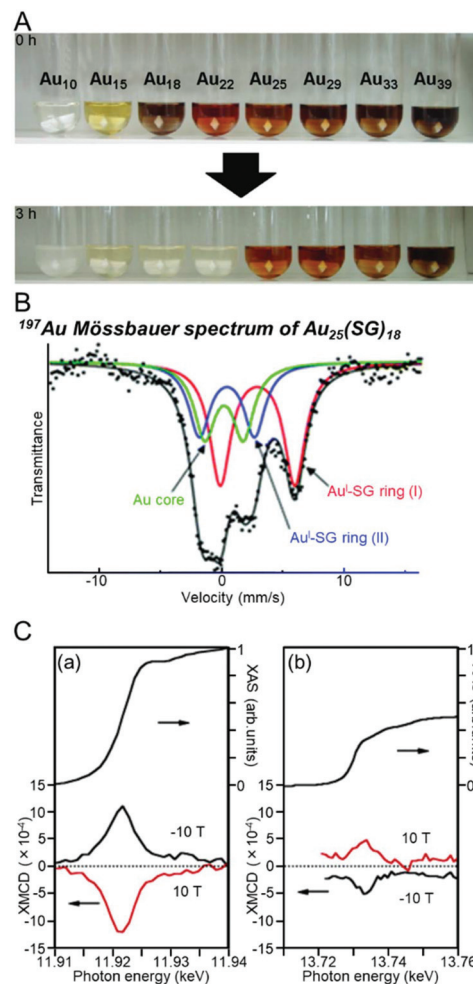 A
0 h
Au10 Au15 Au18 Au22 Au25 Au29 Au33 Au39
3 h
B
197Au Mössbauer spectrum of Au25(SG)18
Transmittance
Au core
AuI-SG ring (I)
AuI-SG ring (II)
-10 0 10
Velocity (mm/s)
C
(a)
1
XAS (arb.units)
0
15
10
5
0
-5
-10
-15
XMCD (× 10-4)
-10 T
10 T
11.91 11.92 11.93 11.94
Photon energy (keV)
(b)
1
(arb.units)
0
15
10
5
0
-5
-10
-15
XMCD (× 10-4)
10 T
-10 T
13.72 13.74 13.76
Photon energy (keV)